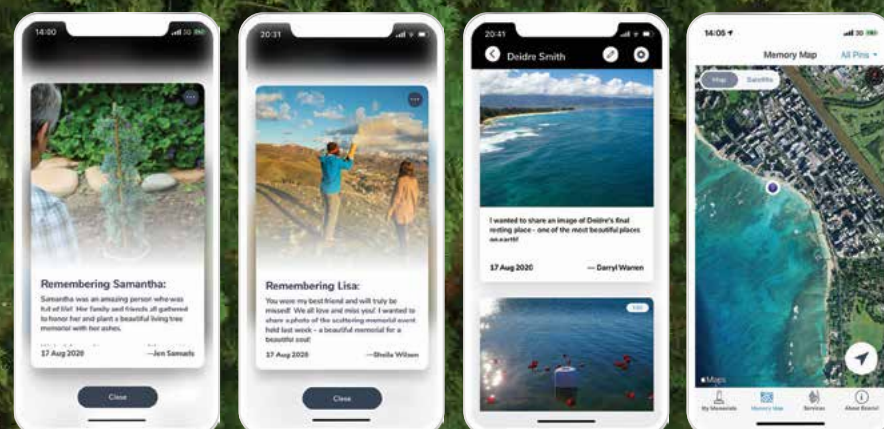 14:00
3G
Remembering Samantha:
Samantha was an amazing person who was
full of life! Her family and friends all gathered
to honor her and plant a beautiful living tree
memorial with her ashes.
17 Aug 2020
—Jen Samuels
Close
20:31
Remembering Lisa:
You were my best friend and will truly be
missed! We all love and miss you! I wanted to
share a photo of the scattering memorial event
held last week - a beautiful memorial for a
beautiful soul!
17 Aug 2020
—Sheila Wilson
Close
20:41
Deidre Smith
I wanted to share an image of Deidre's final
resting place - one of the most beautiful places
on earth!
17 Aug 2020
— Darryl Warren
14:05
3G
Memory Map
All Pins
Map
Satellite
Maps
My Memorials
Memory Map
Services